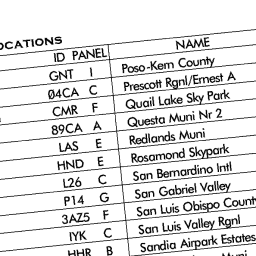 OCATIONS
ID PANEL NAME
GNT I Poso-Kern County
Ø4CA C Prescott Rgnl/Ernest A
CMR F Quail Lake Sky Park
89CA A Questa Muni Nr 2
LAS E Redlands Muni
HND E Rosamond Skypark
L26 C San Bernardino Intl
P14 G San Gabriel Valley
3AZ5 F San Luis Obispo County
IYK C San Luis Valley Rgnl
HHR B Sandia Airpark Estates
Muni